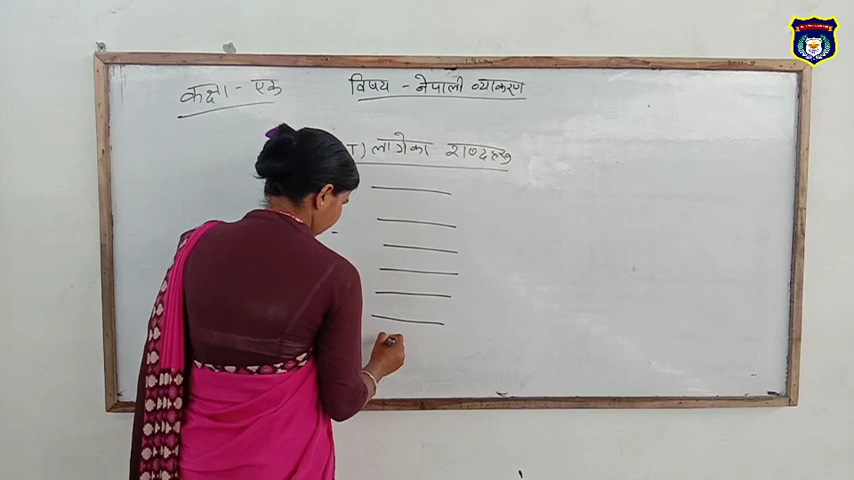 कक्षा - एक
विषय - नेपाली व्याकरण
ा) लागेका शब्दहरू